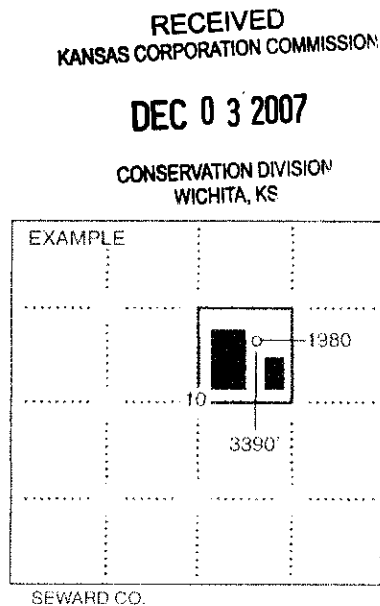 RECEIVED
KANSAS CORPORATION COMMISSION
DEC 0 3 2007
CONSERVATION DIVISION
WICHITA, KS
EXAMPLE
1980
10
3390'
SEWARD CO.